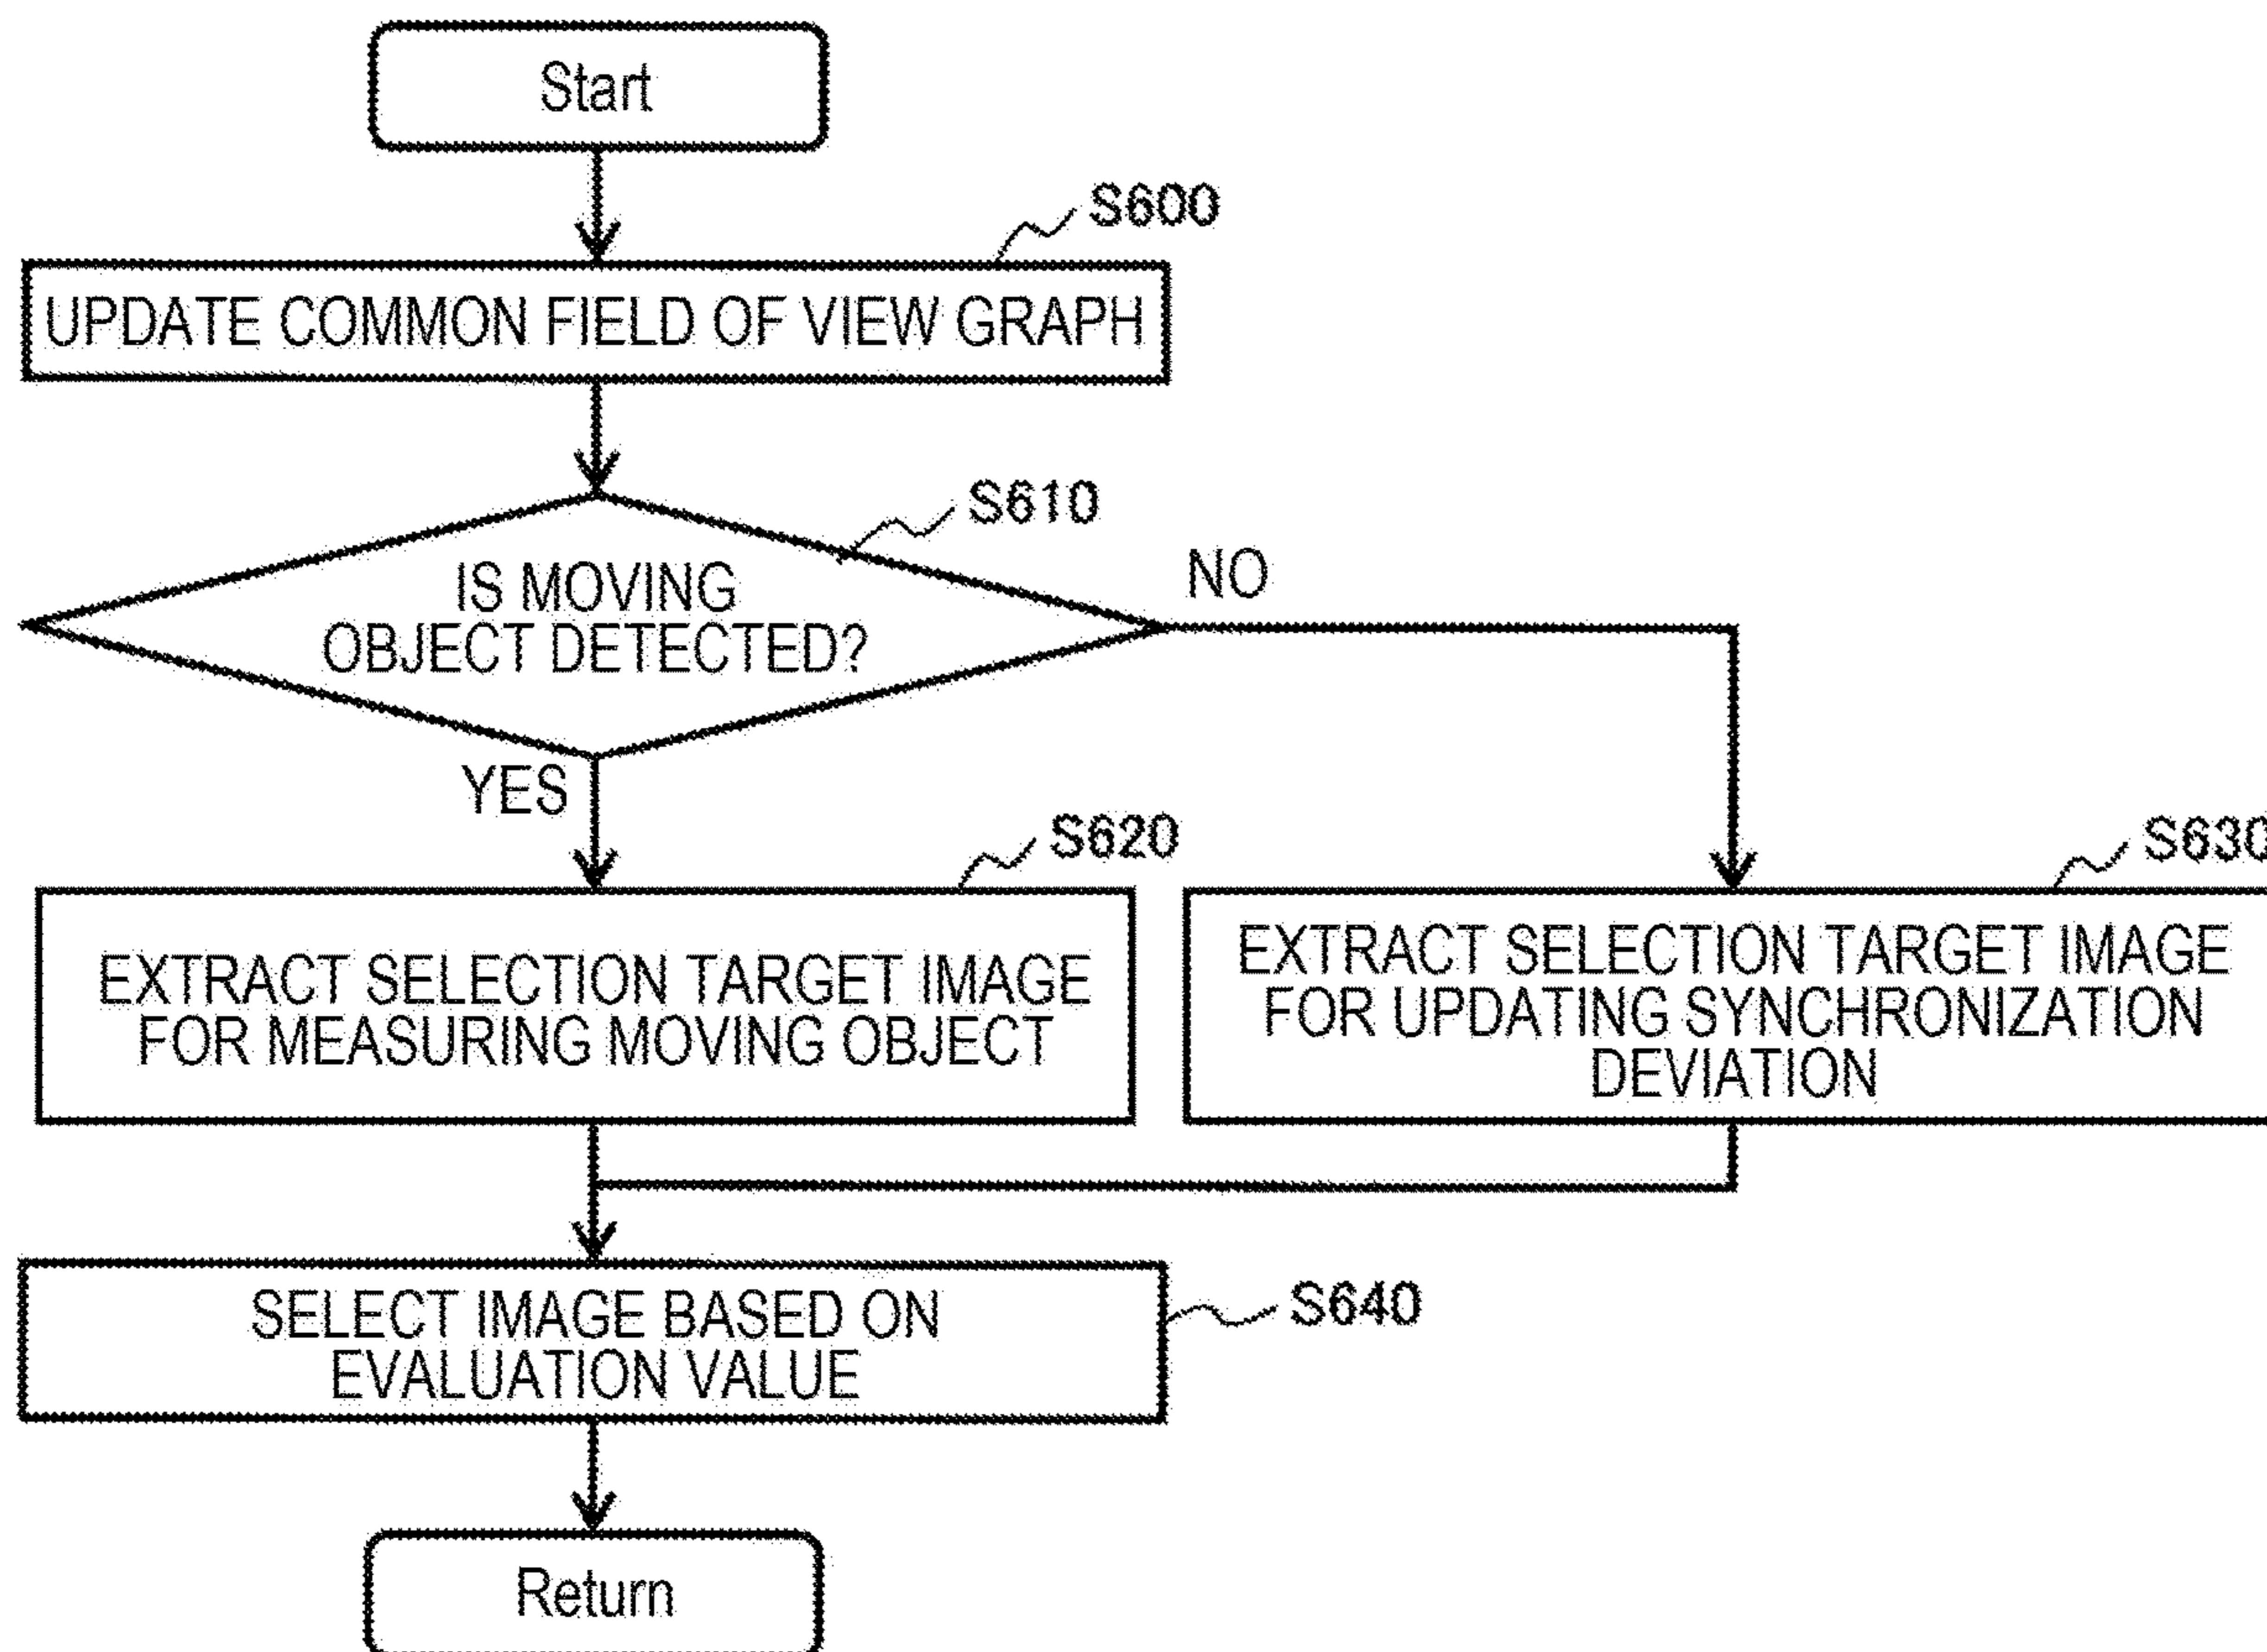 Start
S600
UPDATE COMMON FIELD OF VIEW GRAPH
S610
IS MOVING
OBJECT DETECTED?
NO
YES
S620
EXTRACT SELECTION TARGET IMAGE
FOR MEASURING MOVING OBJECT
S630
EXTRACT SELECTION TARGET IMAGE
FOR UPDATING SYNCHRONIZATION
DEVIATION
SELECT IMAGE BASED ON
EVALUATION VALUE
S640
Return